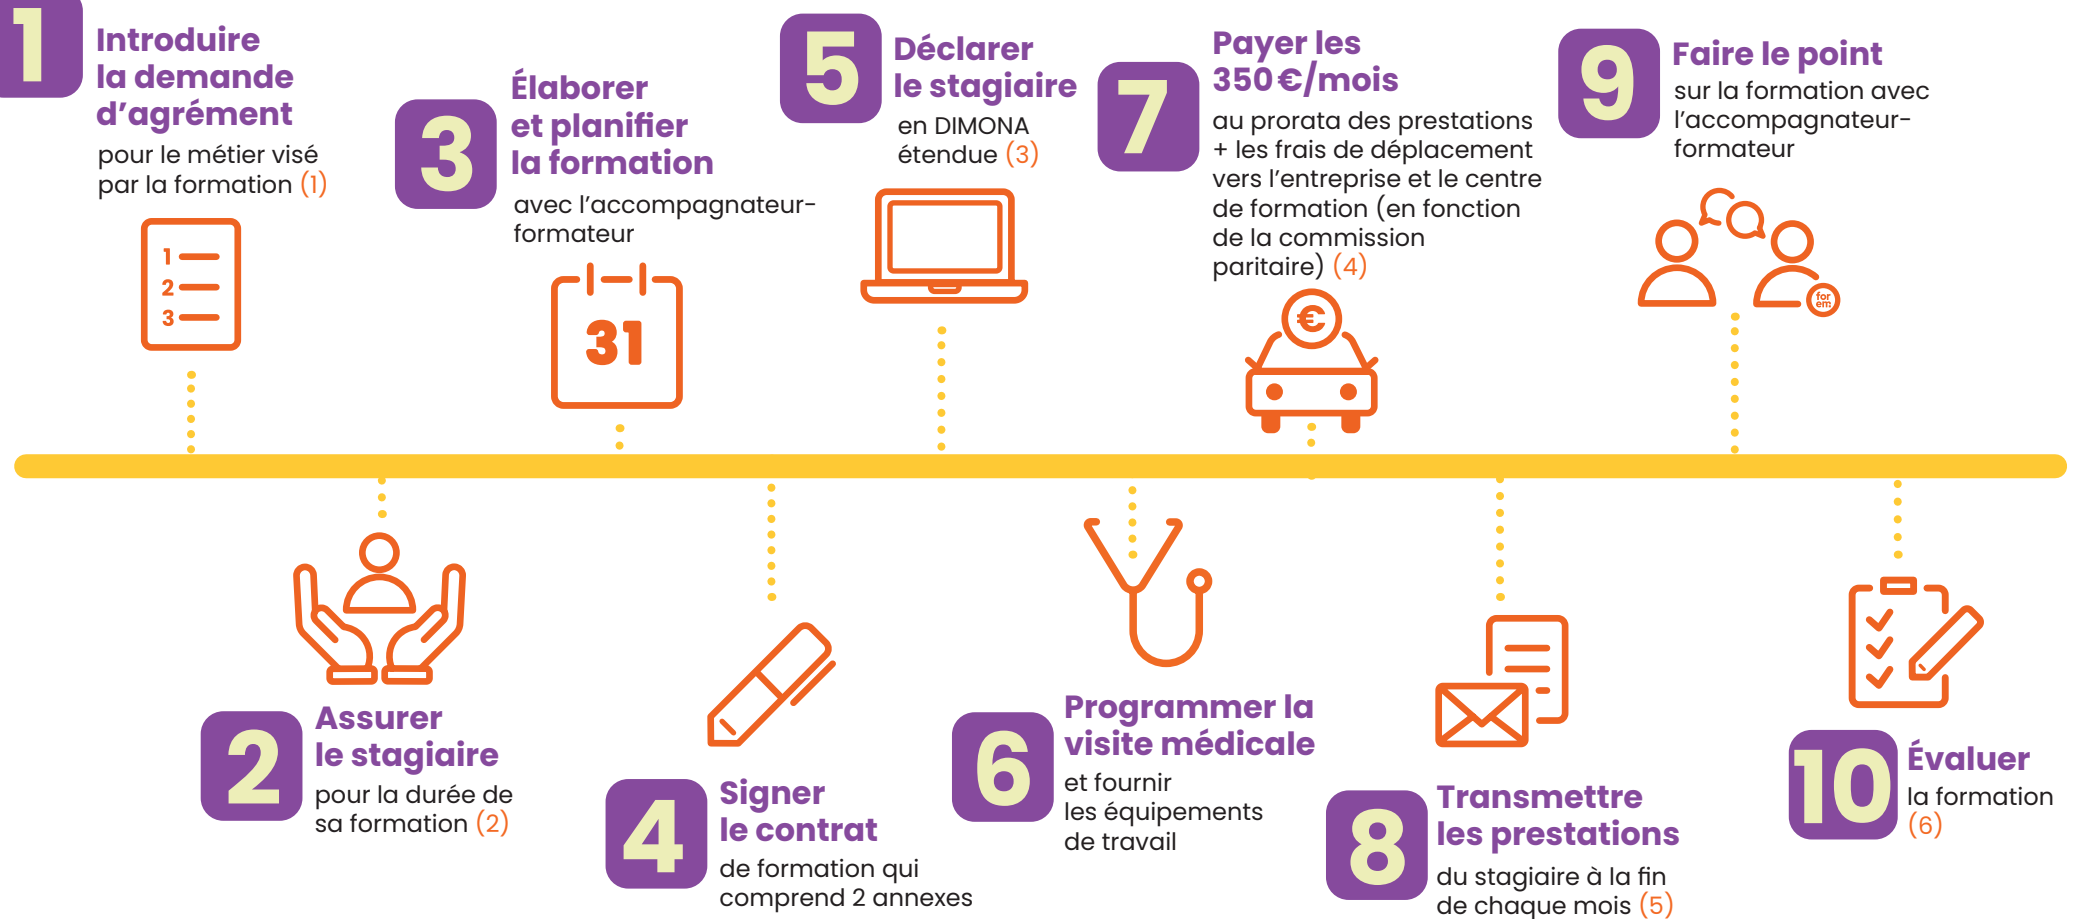 1
Introduire
la demande
d'agrément
pour le métier visé
par la formation (1)
1
2
3
2
Assurer
le stagiaire
pour la durée de
sa formation (2)
3
Élaborer
et planifier
la formation
avec l'accompagnateur-
formateur
31
4
Signer
le contrat
de formation qui
comprend 2 annexes
5
Déclarer
le stagiaire
en DIMONA
étendue (3)
6
Programmer la
visite médicale
et fournir
les équipements
de travail
7
Payer les
350 €/mois
au prorata des prestations
+ les frais de déplacement
vers l'entreprise et le centre
de formation (en fonction
de la commission
paritaire) (4)
€
8
Transmettre
les prestations
du stagiaire à la fin
de chaque mois (5)
9
Faire le point
sur la formation avec
l'accompagnateur-
formateur
for
em
10
Évaluer
la formation
(6)